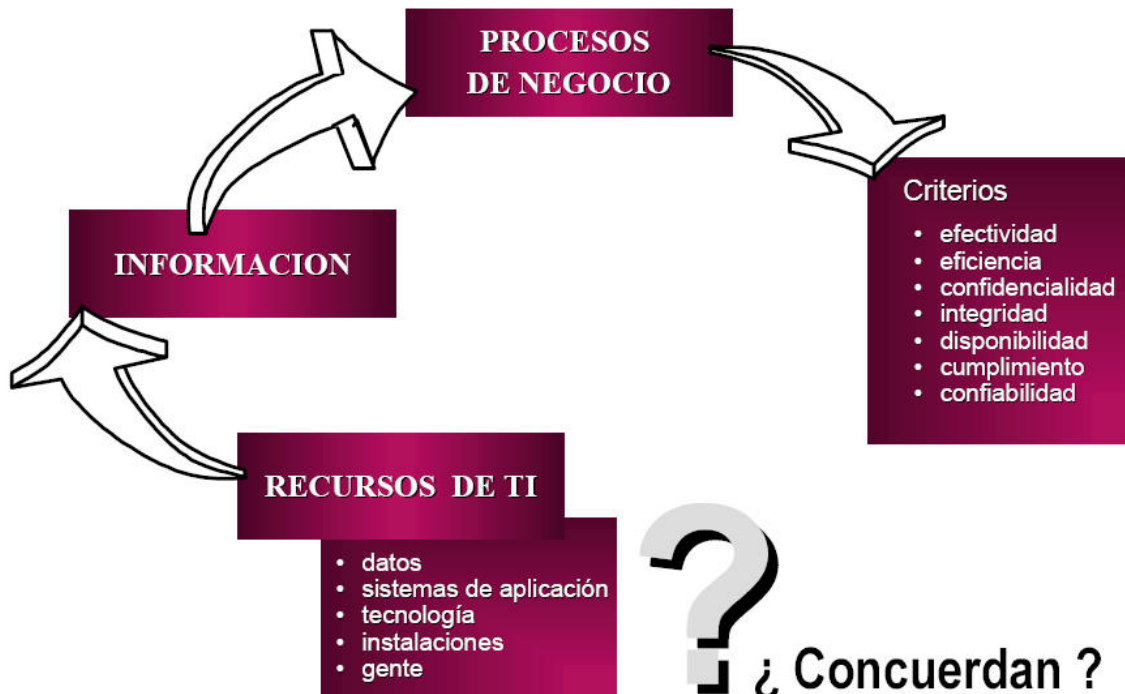 PROCESOS
DE NEGOCIO
Criterios
• efectividad
• eficiencia
• confidencialidad
• integridad
• disponibilidad
• cumplimiento
• confiabilidad
INFORMACION
RECURSOS DE TI
• datos
• sistemas de aplicación
• tecnología
• instalaciones
• gente
?
¿ Concuerdan ?